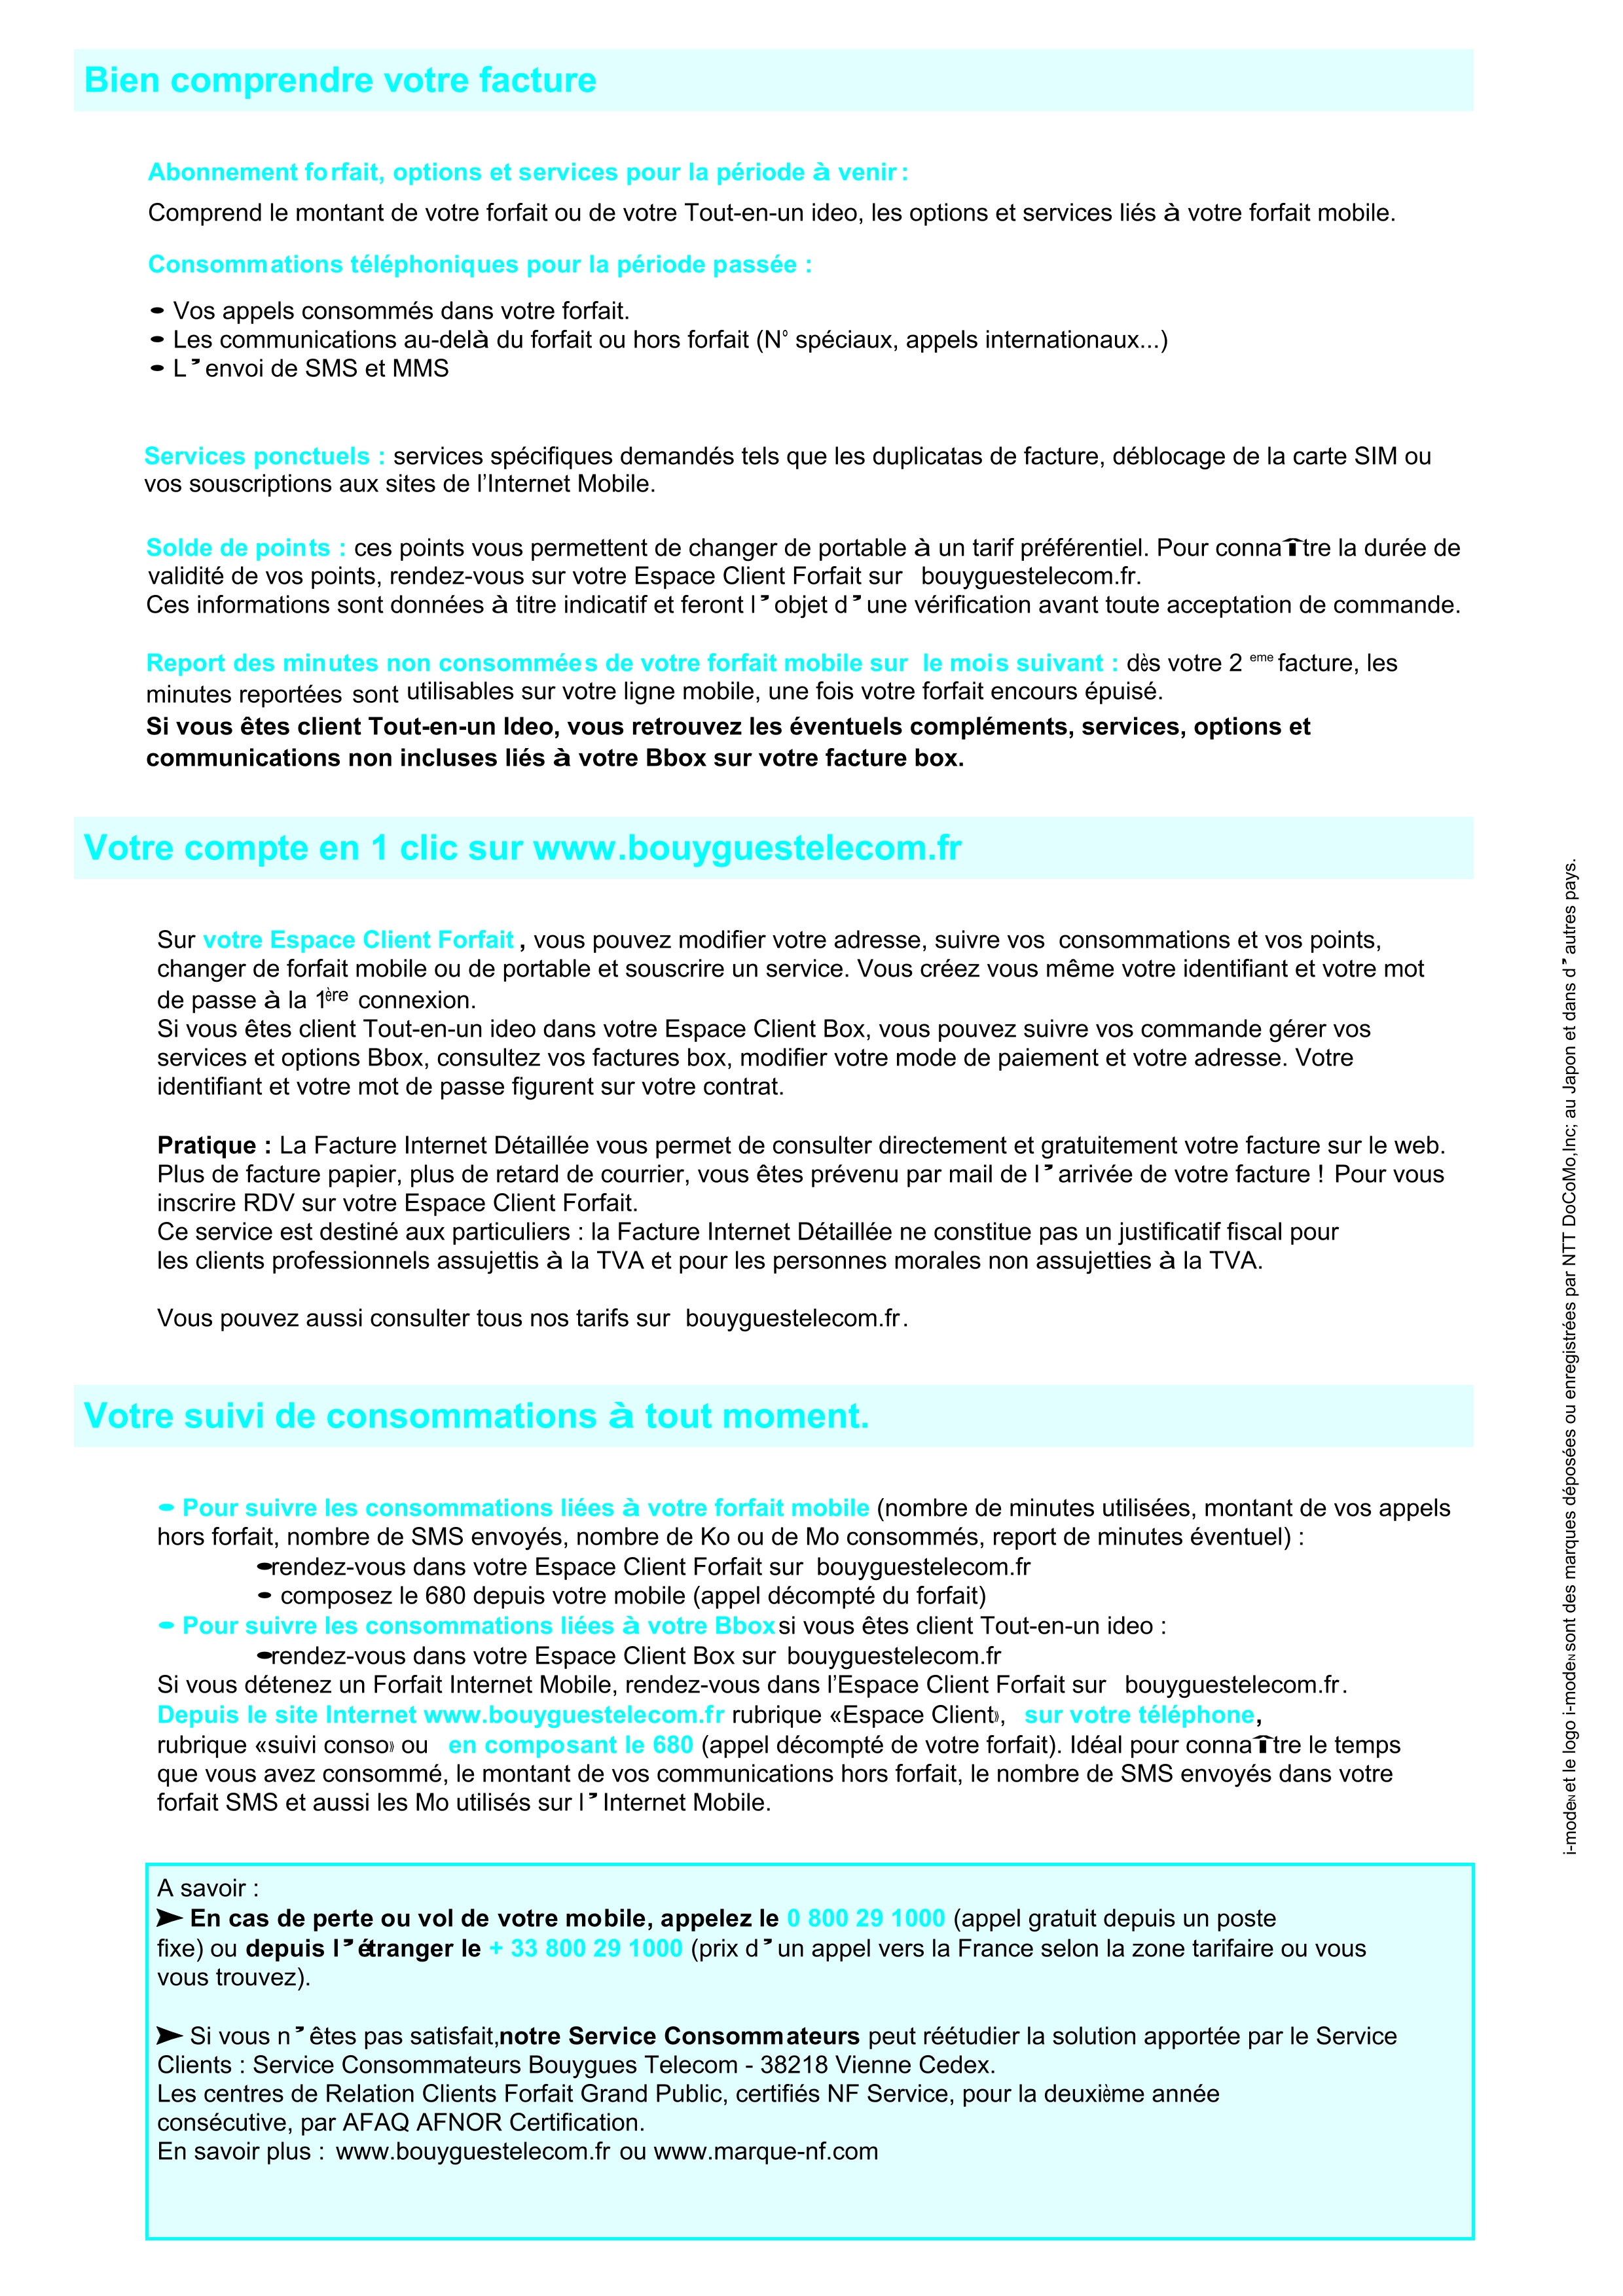 Bien comprendre votre facture
Abonnement forfait, options et services pour la période à venir :
Comprend le montant de votre forfait ou de votre Tout-en-un ideo, les options et services liés à votre forfait mobile.
Consommations téléphoniques pour la période passée :
• Vos appels consommés dans votre forfait.
• Les communications au-delà du forfait ou hors forfait (N° spéciaux, appels internationaux...)
• L’envoi de SMS et MMS
Services ponctuels : services spécifiques demandés tels que les duplicatas de facture, déblocage de la carte SIM ou
vos souscriptions aux sites de l’Internet Mobile.
Solde de points : ces points vous permettent de changer de portable à un tarif préférentiel. Pour connaître la durée de
validité de vos points, rendez-vous sur votre Espace Client Forfait sur bouyguestelecom.fr.
Ces informations sont données à titre indicatif et feront l’objet d’une vérification avant toute acceptation de commande.
Report des minutes non consommées de votre forfait mobile sur le mois suivant : dès votre 2 eme facture, les
minutes reportées sont utilisables sur votre ligne mobile, une fois votre forfait encours épuisé.
Si vous êtes client Tout-en-un Ideo, vous retrouvez les éventuels compléments, services, options et
communications non incluses liés à votre Bbox sur votre facture box.
Votre compte en 1 clic sur www.bouyguestelecom.fr
Sur votre Espace Client Forfait , vous pouvez modifier votre adresse, suivre vos consommations et vos points,
changer de forfait mobile ou de portable et souscrire un service. Vous créez vous même votre identifiant et votre mot
de passe à la 1ère connexion.
Si vous êtes client Tout-en-un ideo dans votre Espace Client Box, vous pouvez suivre vos commande gérer vos
services et options Bbox, consultez vos factures box, modifier votre mode de paiement et votre adresse. Votre
identifiant et votre mot de passe figurent sur votre contrat.
Pratique : La Facture Internet Détaillée vous permet de consulter directement et gratuitement votre facture sur le web.
Plus de facture papier, plus de retard de courrier, vous êtes prévenu par mail de l’arrivée de votre facture ! Pour vous
inscrire RDV sur votre Espace Client Forfait.
Ce service est destiné aux particuliers : la Facture Internet Détaillée ne constitue pas un justificatif fiscal pour
les clients professionnels assujettis à la TVA et pour les personnes morales non assujetties à la TVA.
Vous pouvez aussi consulter tous nos tarifs sur bouyguestelecom.fr.
Votre suivi de consommations à tout moment.
• Pour suivre les consommations liées à votre forfait mobile (nombre de minutes utilisées, montant de vos appels
hors forfait, nombre de SMS envoyés, nombre de Ko ou de Mo consommés, report de minutes éventuel) :
•rendez-vous dans votre Espace Client Forfait sur bouyguestelecom.fr
• composez le 680 depuis votre mobile (appel décompté du forfait)
• Pour suivre les consommations liées à votre Bbox si vous êtes client Tout-en-un ideo :
•rendez-vous dans votre Espace Client Box sur bouyguestelecom.fr
Si vous détenez un Forfait Internet Mobile, rendez-vous dans l’Espace Client Forfait sur bouyguestelecom.fr.
Depuis le site Internet www.bouyguestelecom.fr rubrique «Espace Client», sur votre téléphone,
rubrique «suivi conso» ou en composant le 680 (appel décompté de votre forfait). Idéal pour connaître le temps
que vous avez consommé, le montant de vos communications hors forfait, le nombre de SMS envoyés dans votre
forfait SMS et aussi les Mo utilisés sur l’Internet Mobile.
A savoir :
➤ En cas de perte ou vol de votre mobile, appelez le 0 800 29 1000 (appel gratuit depuis un poste
fixe) ou depuis l’étranger le + 33 800 29 1000 (prix d’un appel vers la France selon la zone tarifaire ou vous
vous trouvez).
➤ Si vous n’êtes pas satisfait,notre Service Consommateurs peut réétudier la solution apportée par le Service
Clients : Service Consommateurs Bouygues Telecom - 38218 Vienne Cedex.
Les centres de Relation Clients Forfait Grand Public, certifiés NF Service, pour la deuxième année
consécutive, par AFAQ AFNOR Certification.
En savoir plus : www.bouyguestelecom.fr ou www.marque-nf.com
i-modeN et le logo i-modeN sont des marques déposées ou enregistrées par NTT DoCoMo,Inc; au Japon et dans d’autres pays.